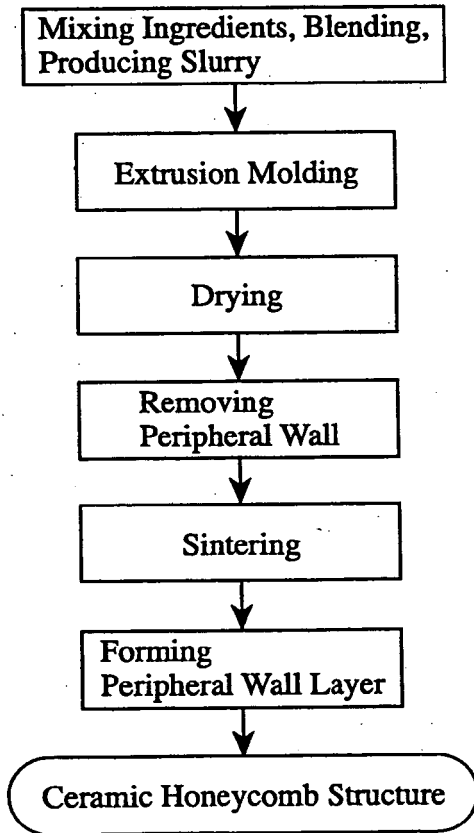 Mixing Ingredients, Blending,
Producing Slurry
Extrusion Molding
Drying
Removing
Peripheral Wall
Sintering
Forming
Peripheral Wall Layer
Ceramic Honeycomb Structure